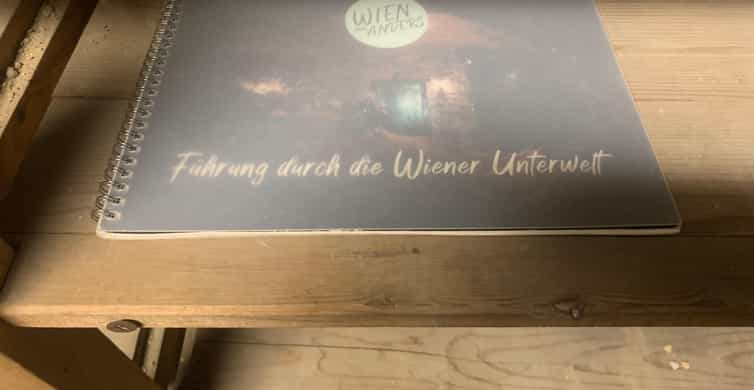 WIEN
ANDERS
Führung durch die Wiener Unterwelt